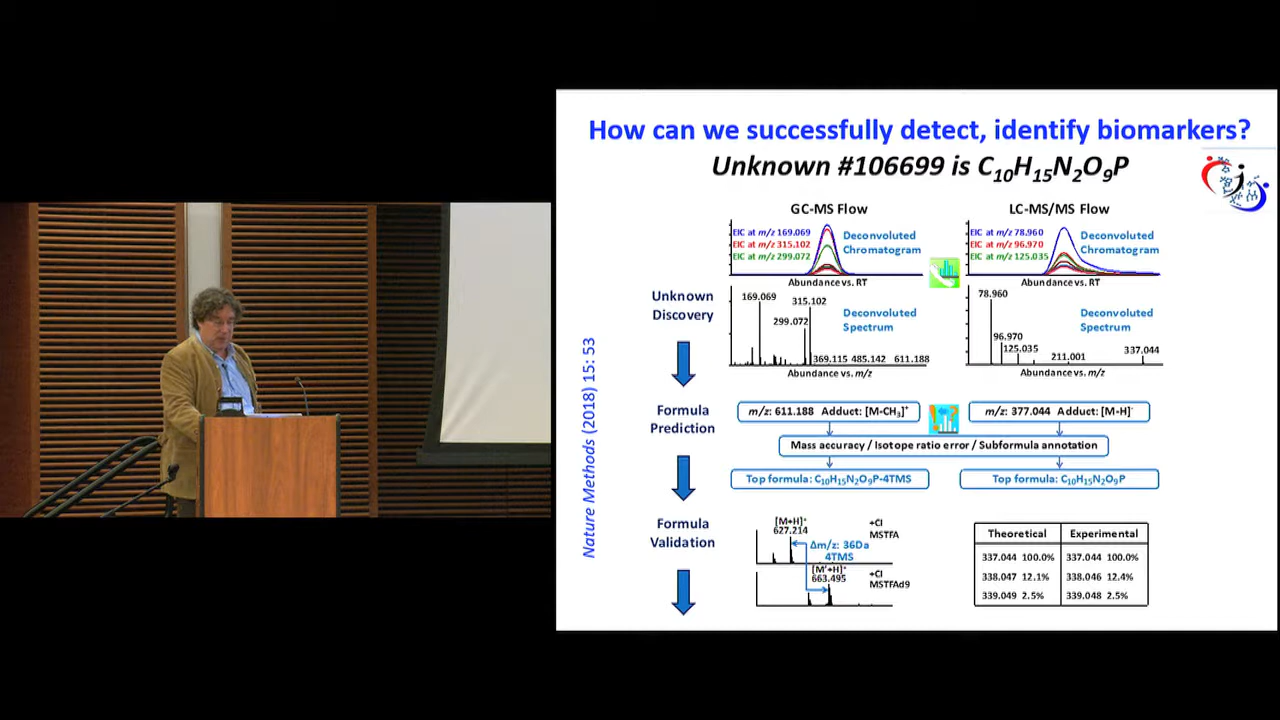 How can we successfully detect, identify biomarkers?
Unknown #106699 is C10H15N2O9P
GC-MS Flow
LC-MS/MS Flow
EIC at m/z 169.069
EIC at m/z 315.102
EIC at m/z 299.072
Deconvoluted
Chromatogram
Abundance vs. RT
EIC at m/z 78.960
EIC at m/z 96.970
EIC at m/z 125.035
Deconvoluted
Chromatogram
Abundance vs. RT
Unknown
Discovery
169.069
315.102
299.072
Deconvoluted
Spectrum
369.115 485.142 611.188
Abundance vs. m/z
78.960
96.970
125.035
211.001
337.044
Deconvoluted
Spectrum
Abundance vs. m/z
Nature Methods (2018) 15: 53
Formula
Prediction
m/z: 611.188 Adduct: [M-CH3]+
m/z: 377.044 Adduct: [M-H]-
Mass accuracy / Isotope ratio error / Subformula annotation
Top formula: C10H15N2O9P-4TMS
Top formula: C10H15N2O9P
Formula
Validation
[M+H]+
627.214
+CI
MSTFA
Δm/z: 36Da
4TMS
[M'+H]+
663.495
+CI
MSTFAd9
Theoretical Experimental
337.044 100.0% 337.044 100.0%
338.047 12.1% 338.046 12.4%
339.049 2.5% 339.048 2.5%